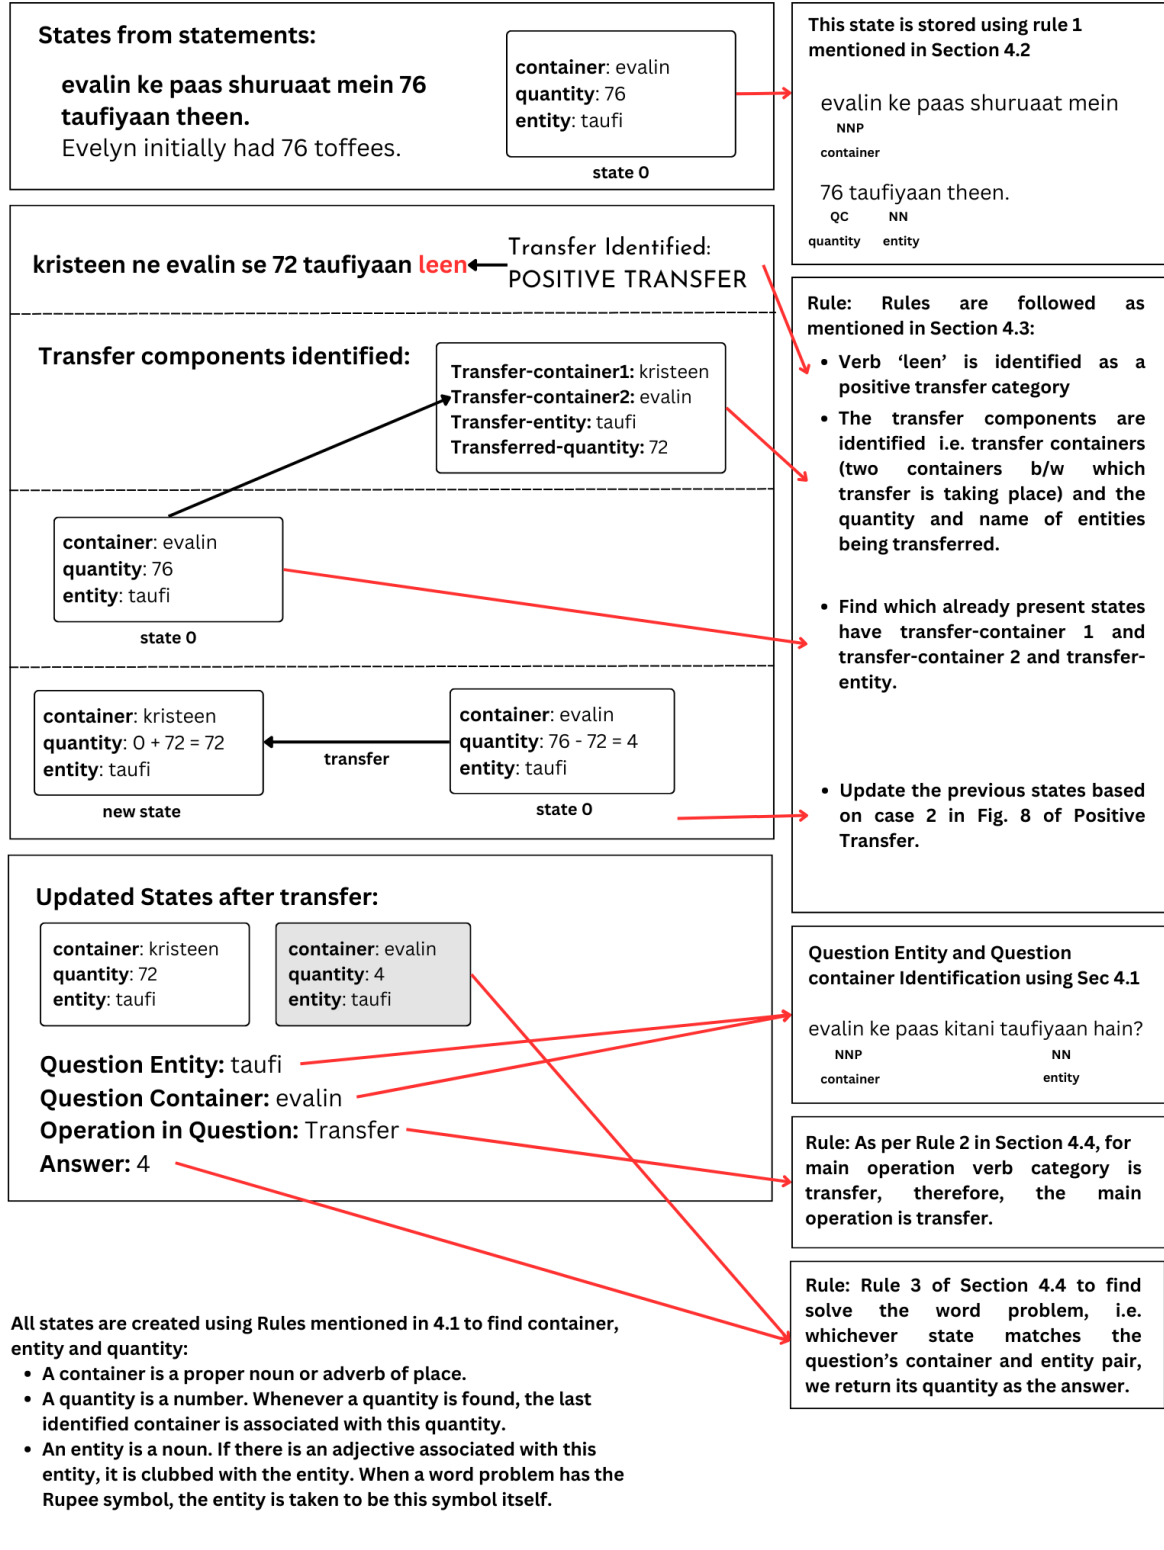 States from statements:
evalin ke paas shuruaat mein 76
taufiyaan theen.
Evelyn initially had 76 toffees.
container: evalin
quantity: 76
entity: taufi
state 0
This state is stored using rule 1
mentioned in Section 4.2
evalin ke paas shuruaat mein
NNP
container
76 taufiyaan theen.
QC NN
quantity entity
kristeen ne evalin se 72 taufiyaan leen
Transfer Identified:
POSITIVE TRANSFER
Transfer components identified:
Transfer-container1: kristeen
Transfer-container2: evalin
Transfer-entity: taufi
Transferred-quantity: 72
container: evalin
quantity: 76
entity: taufi
state 0
container: kristeen
quantity: 0 + 72 = 72
entity: taufi
new state
transfer
container: evalin
quantity: 76 - 72 = 4
entity: taufi
state 0
Rule: Rules are followed as
mentioned in Section 4.3:
• Verb ‘leen’ is identified as a
positive transfer category
• The transfer components are
identified i.e. transfer containers
(two containers b/w which
transfer is taking place) and the
quantity and name of entities
being transferred.
• Find which already present states
have transfer-container 1 and
transfer-container 2 and transfer-
entity.
• Update the previous states based
on case 2 in Fig. 8 of Positive
Transfer.
Updated States after transfer:
container: kristeen
quantity: 72
entity: taufi
container: evalin
quantity: 4
entity: taufi
Question Entity: taufi
Question Container: evalin
Operation in Question: Transfer
Answer: 4
Question Entity and Question
container Identification using Sec 4.1
evalin ke paas kitani taufiyaan hain?
NNP NN
container entity
Rule: As per Rule 2 in Section 4.4, for
main operation verb category is
transfer, therefore, the main
operation is transfer.
Rule: Rule 3 of Section 4.4 to find
solve the word problem, i.e.
whichever state matches the
question’s container and entity pair,
we return its quantity as the answer.
All states are created using Rules mentioned in 4.1 to find container,
entity and quantity:
• A container is a proper noun or adverb of place.
• A quantity is a number. Whenever a quantity is found, the last
identified container is associated with this quantity.
• An entity is a noun. If there is an adjective associated with this
entity, it is clubbed with the entity. When a word problem has the
Rupee symbol, the entity is taken to be this symbol itself.